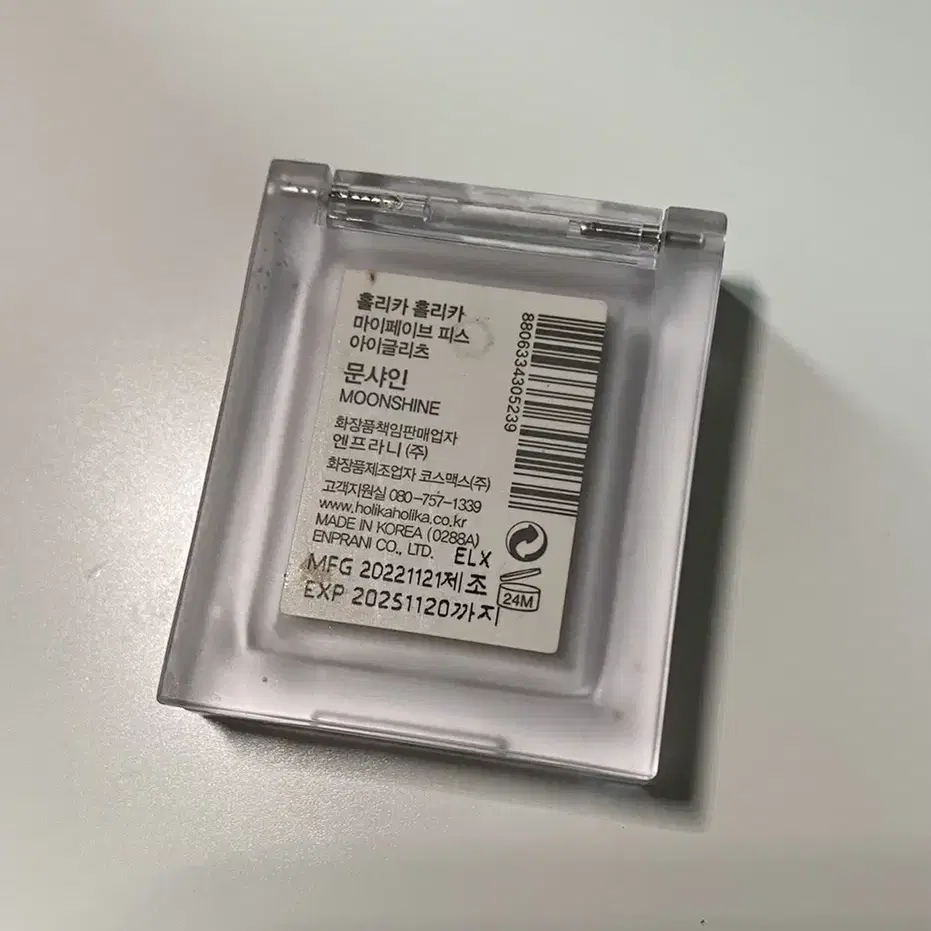 홀리카 홀리카
마이페이브 피스
아이글리츠
문샤인
MOONSHINE
화장품책임판매업자
엔프라니 (주)
화장품제조업자 코스맥스(주)
고객지원실 080-757-1339
www.holikaholika.co.kr
MADE IN KOREA (0288A)
ENPRANI CO., LTD. ELX
MFG 20221121제조
EXP 20251120까지
8806334305239
24M